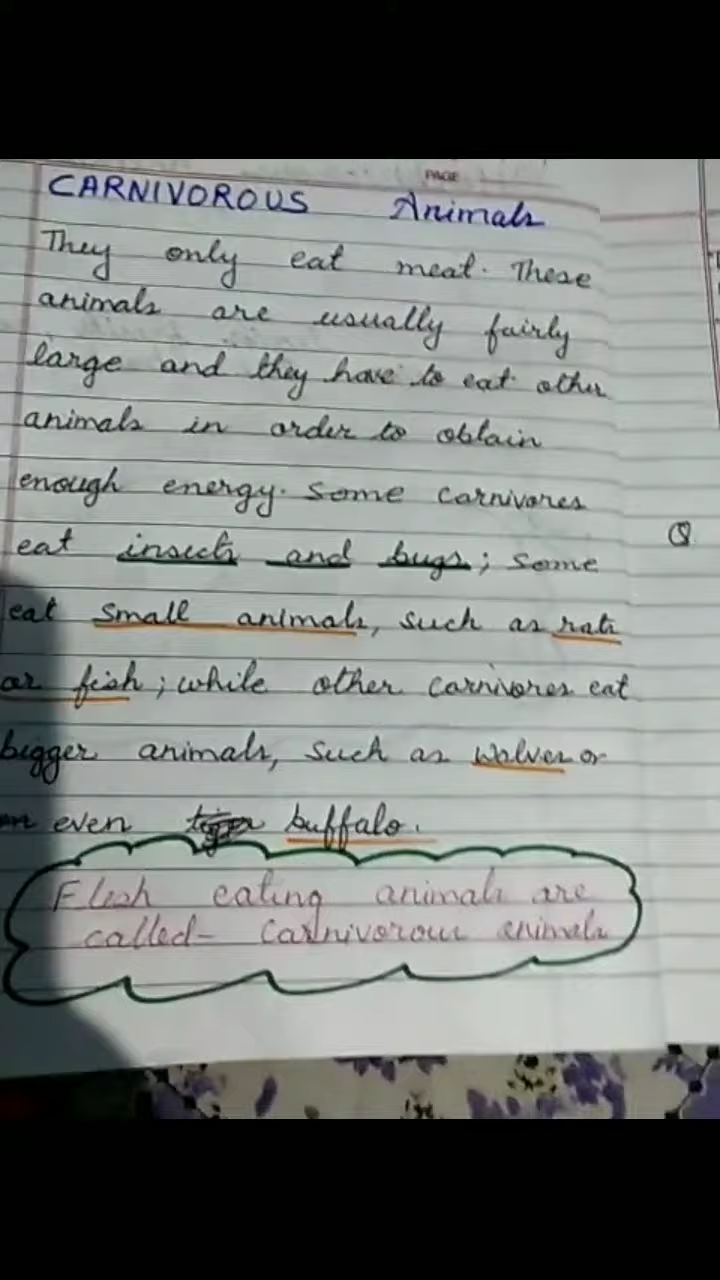 PAGE
CARNIVOROUS Animals
They only eat meat. These
animals are usually fairly
large and they have to eat other
animals in order to obtain
enough energy. Some carnivores
eat insects and bugs; some
eat small animals, such as rats
or fish; while other carnivores eat
bigger animals, such as wolves or
even buffalo.
Flesh eating animals are
called- Carnivorous animals
Q